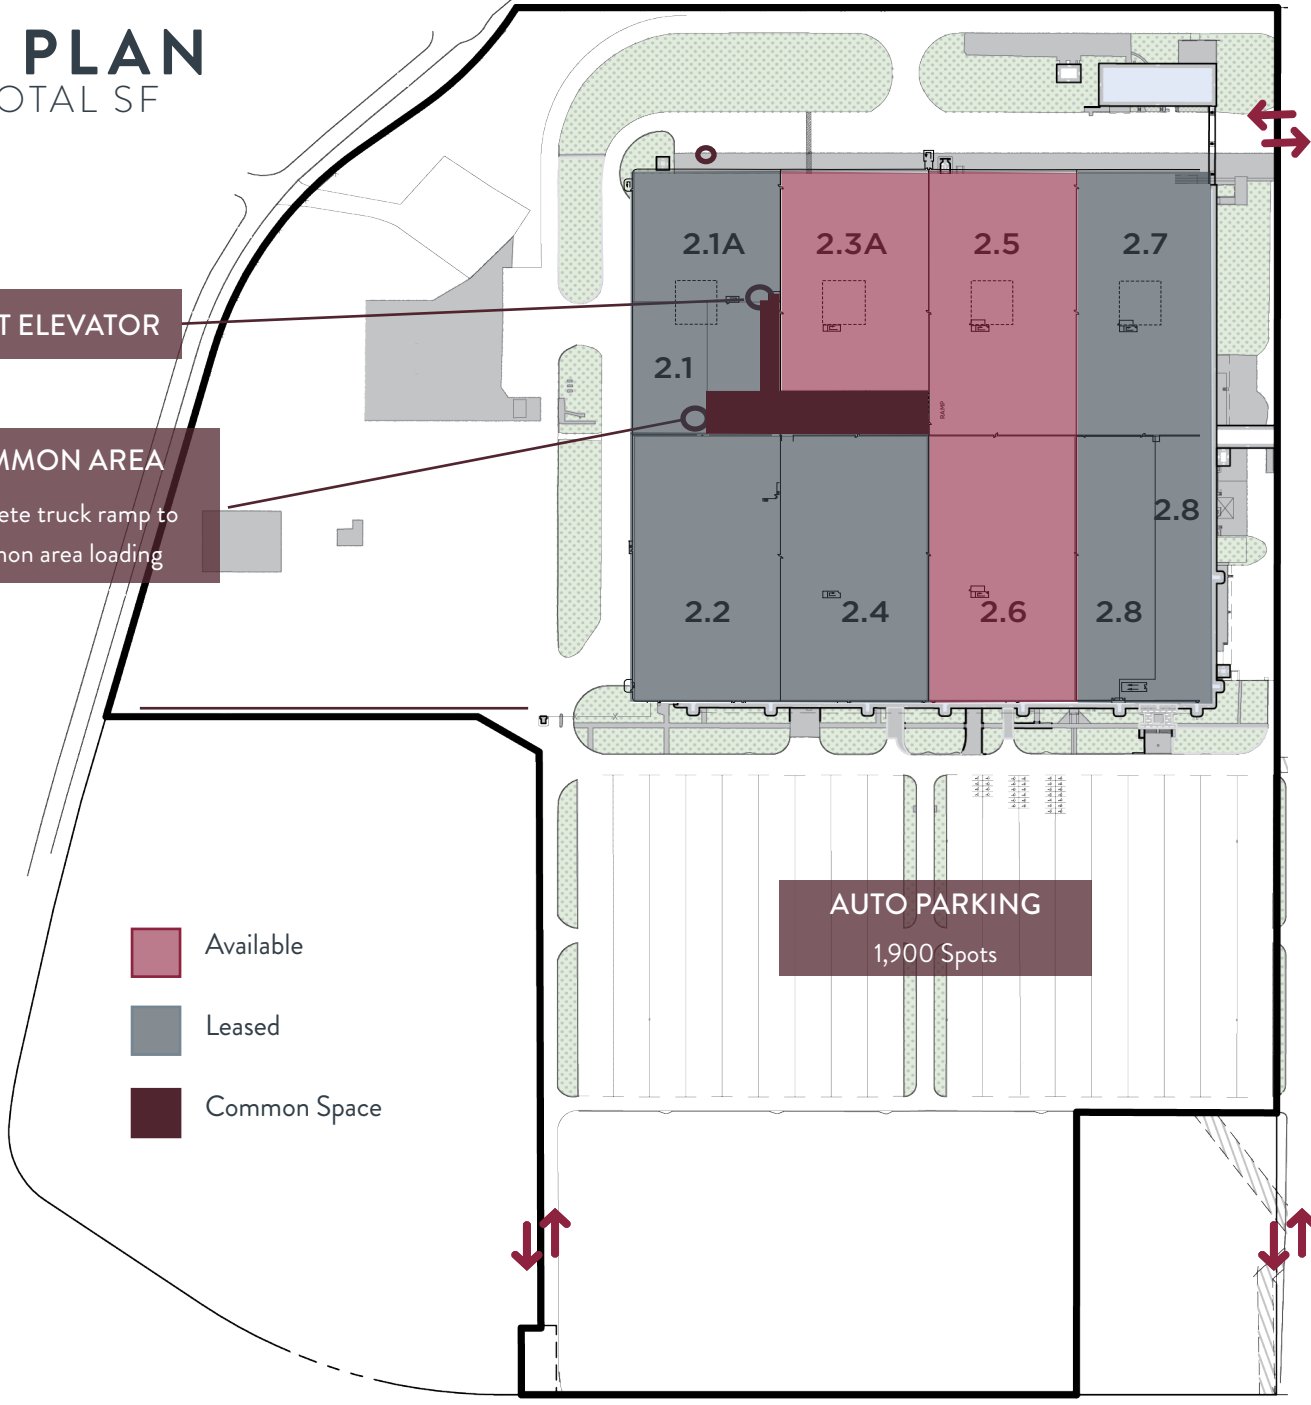 PLAN
OTAL SF
2.1A
2.3A
2.5
2.7
T ELEVATOR
2.1
RAMP
MMON AREA
ete truck ramp to
mon area loading
2.8
2.2
2.4
2.6
2.8
AUTO PARKING
1,900 Spots
Available
Leased
Common Space